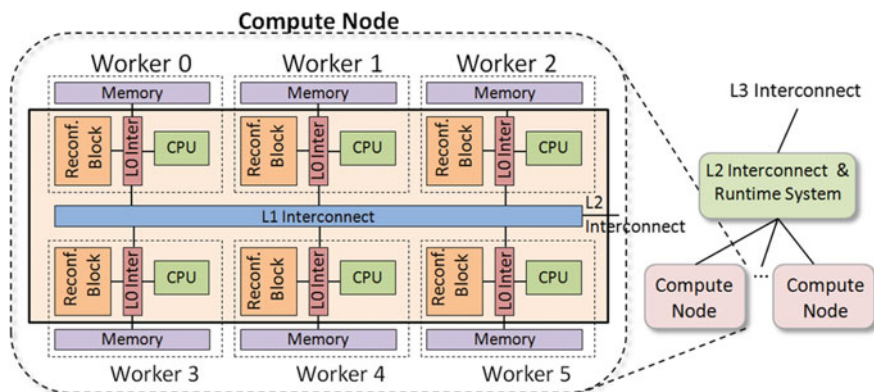 Compute Node
Worker 0
Worker 1
Worker 2
Memory
Memory
Memory
Reconf.
Block
L0 Inter
CPU
Reconf.
Block
L0 Inter
CPU
Reconf.
Block
L0 Inter
CPU
L1 Interconnect
L2
Interconnect
Reconf.
Block
L0 Inter
CPU
Reconf.
Block
L0 Inter
CPU
Reconf.
Block
L0 Inter
CPU
Memory
Memory
Memory
Worker 3
Worker 4
Worker 5
L3 Interconnect
L2 Interconnect &
Runtime System
...
Compute
Node
Compute
Node